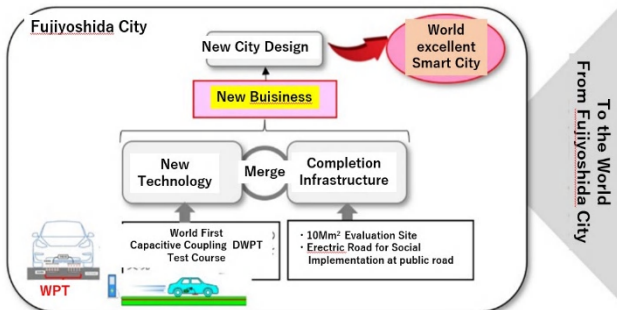 Fujiyoshida City
New City Design
World
excellent
Smart City
New Buisiness
New
Technology
Merge
Completion
Infrastructure
World First
Capacitive Coupling DWPT
Test Course
・10Mm² Evaluation Site
・Erectric Road for Social
Implementation at public road
WPT
To the World
From Fujiyoshida City